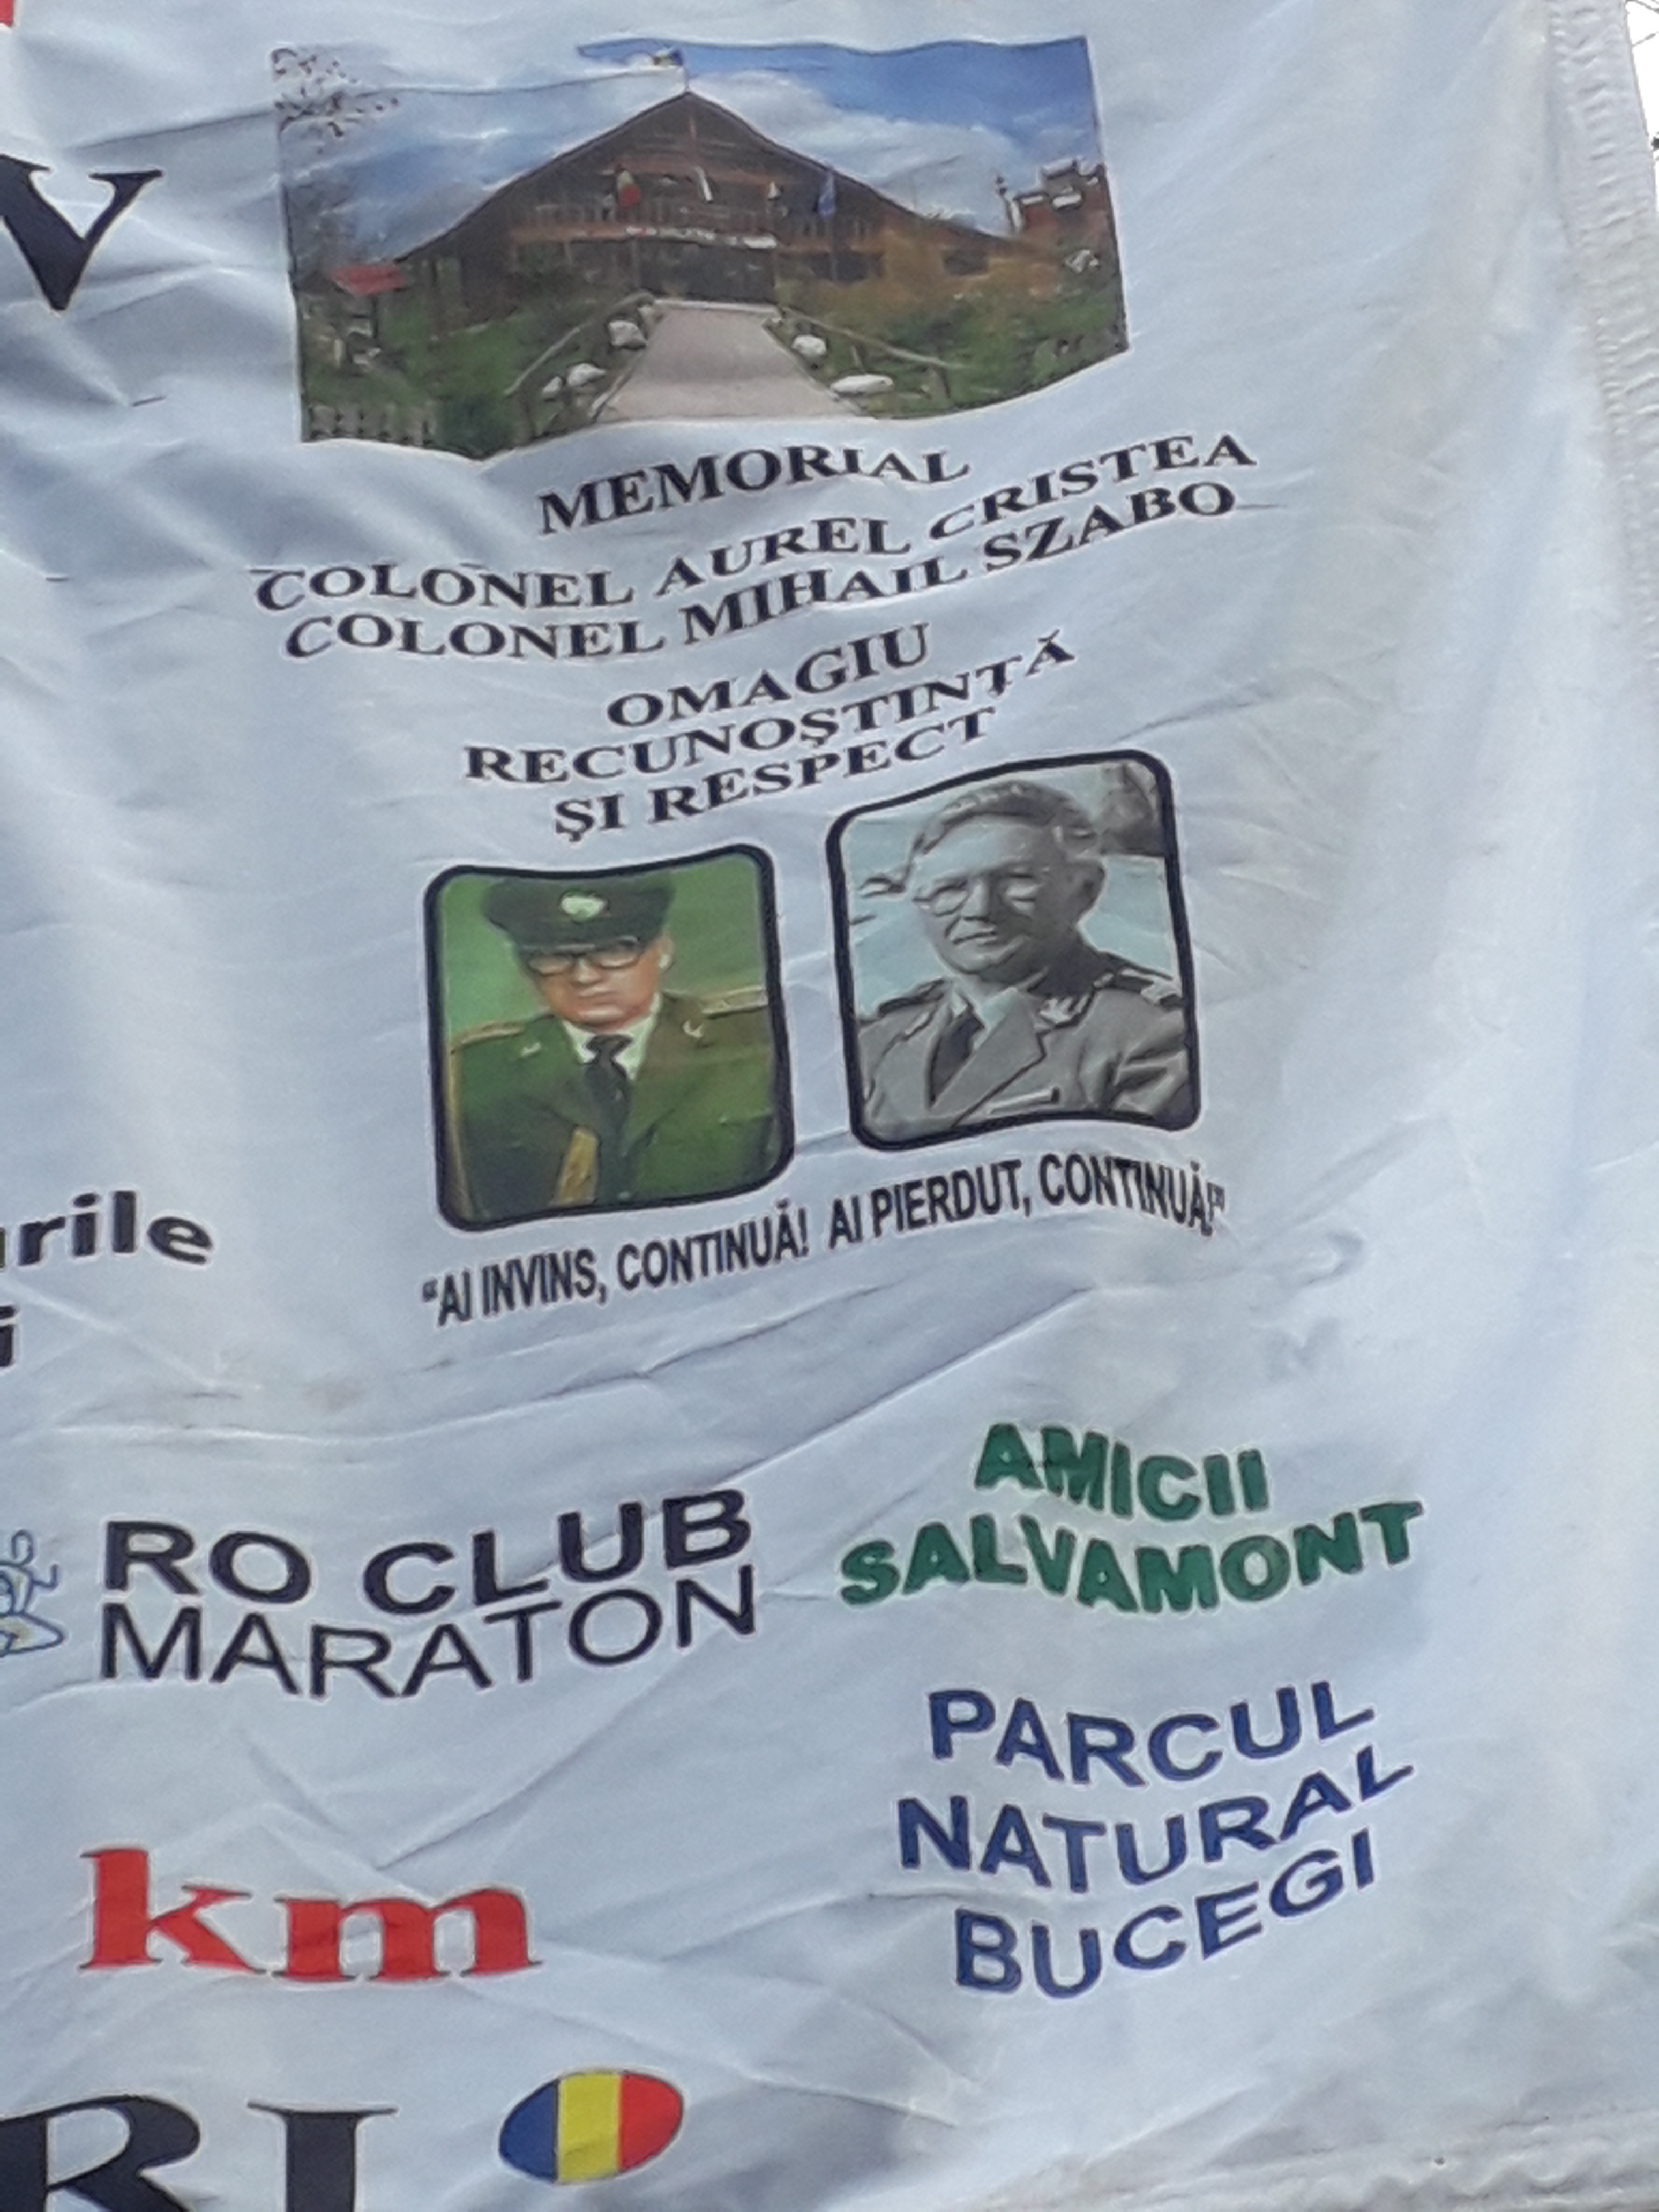 V
MEMORIAL
COLONEL AUREL CRISTEA
COLONEL MIHAIL SZABO
OMAGIU
RECUNOŞTINŢĂ
ŞI RESPECT
"AI INVINS, CONTINUĂ! AI PIERDUT, CONTINUĂ!"
rile
i
RO CLUB
MARATON
AMICII
SALVAMONT
PARCUL
NATURAL
BUCEGI
km
RI